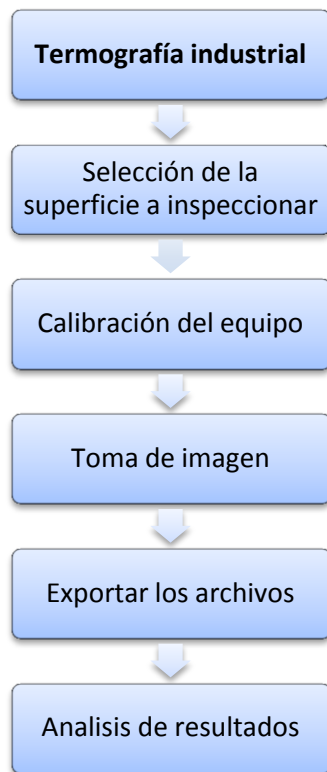 Termografía industrial
Selección de la
superficie a inspeccionar
Calibración del equipo
Toma de imagen
Exportar los archivos
Analisis de resultados